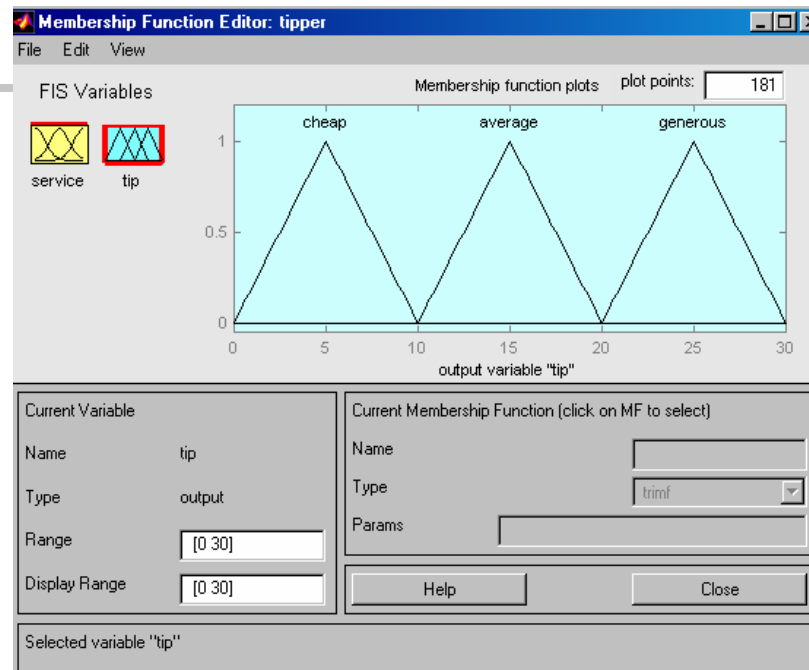 Membership Function Editor: tipper
File Edit View
FIS Variables
service tip
Membership function plots plot points: 181
cheap average generous
1
0.5
0
0 5 10 15 20 25 30
output variable "tip"
Current Variable
Name tip
Type output
Range [0 30]
Display Range [0 30]
Current Membership Function (click on MF to select)
Name
Type trimf
Params
Help Close
Selected variable "tip"